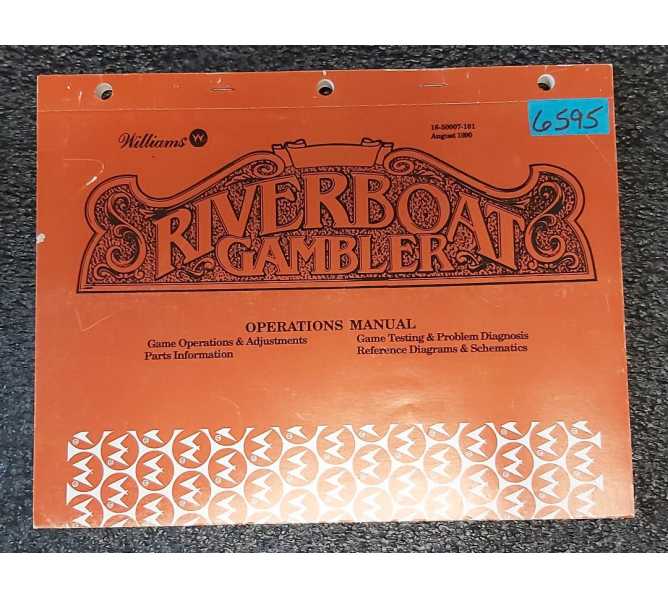 16-50007-101
August 1990
6595
Williams W
RIVERBOAT
GAMBLER
OPERATIONS MANUAL
Game Operations & Adjustments
Parts Information
Game Testing & Problem Diagnosis
Reference Diagrams & Schematics